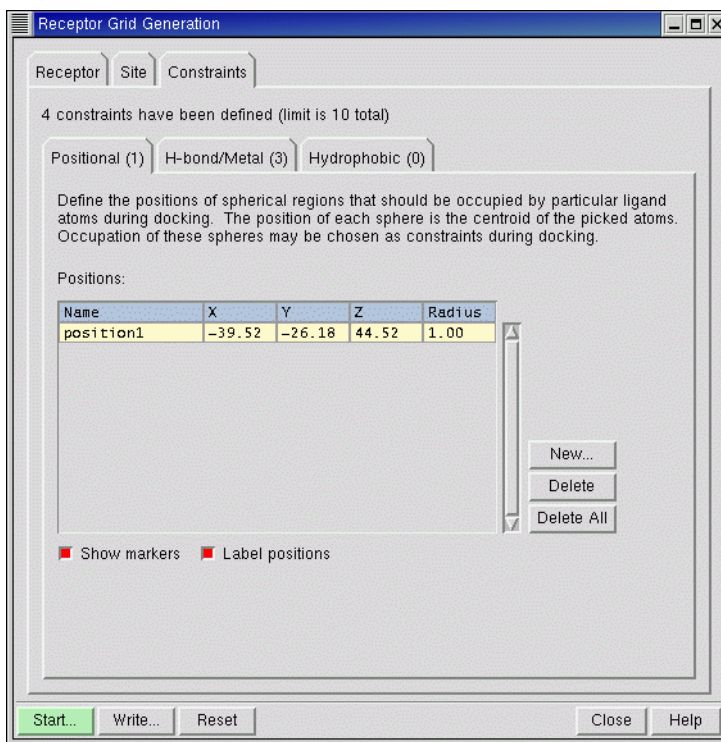 Receptor Grid Generation
Receptor Site Constraints
4 constraints have been defined (limit is 10 total)
Positional (1) H-bond/Metal (3) Hydrophobic (0)
Define the positions of spherical regions that should be occupied by particular ligand
atoms during docking. The position of each sphere is the centroid of the picked atoms.
Occupation of these spheres may be chosen as constraints during docking.
Positions:
Name X Y Z Radius
position1 -39.52 -26.18 44.52 1.00
New...
Delete
Delete All
Show markers Label positions
Start... Write... Reset Close Help